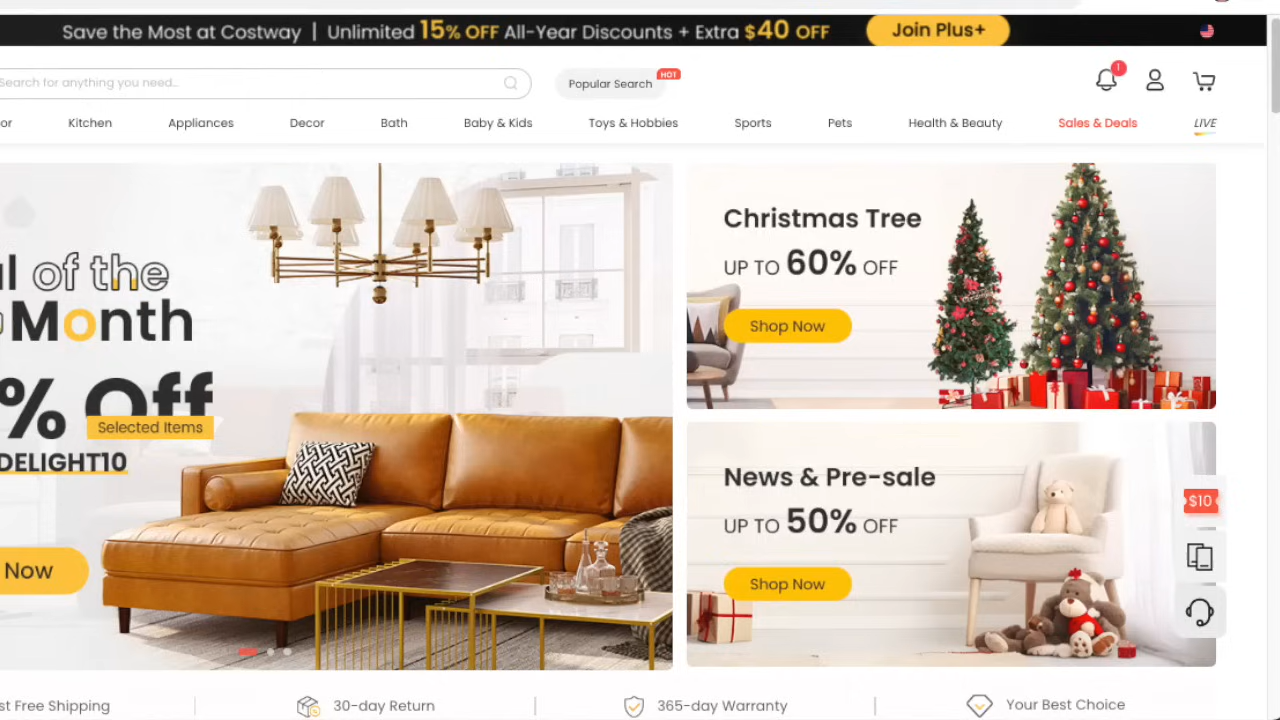 Save the Most at Costway | Unlimited 15% OFF All-Year Discounts + Extra $40 OFF
Join Plus+
Search for anything you need...
Popular Search
HOT
1
Kitchen
Appliances
Decor
Bath
Baby & Kids
Toys & Hobbies
Sports
Pets
Health & Beauty
Sales & Deals
LIVE
of the
Month
% Off
Selected Items
DELIGHT10
Now
Christmas Tree
UP TO 60% OFF
Shop Now
News & Pre-sale
UP TO 50% OFF
Shop Now
$10
Free Shipping
30-day Return
365-day Warranty
Your Best Choice